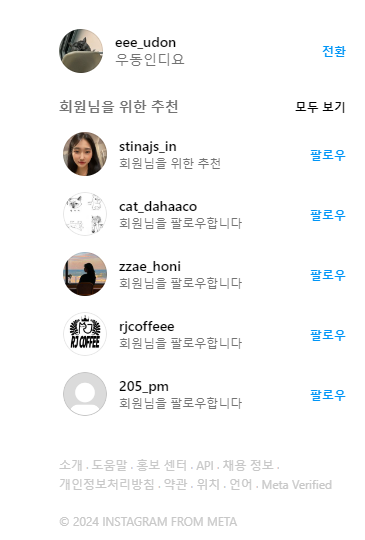 eee_udon
우동인디요
전환
회원님을 위한 추천
모두 보기
stinajs_in
회원님을 위한 추천
팔로우
cat_dahaaco
회원님을 팔로우합니다
팔로우
zzae_honi
회원님을 팔로우합니다
팔로우
RJ COFFEE
rjcoffeee
회원님을 팔로우합니다
팔로우
205_pm
회원님을 팔로우합니다
팔로우
소개 . 도움말 . 홍보 센터 . API . 채용 정보 .
개인정보처리방침 . 약관 . 위치 . 언어 . Meta Verified
© 2024 INSTAGRAM FROM META